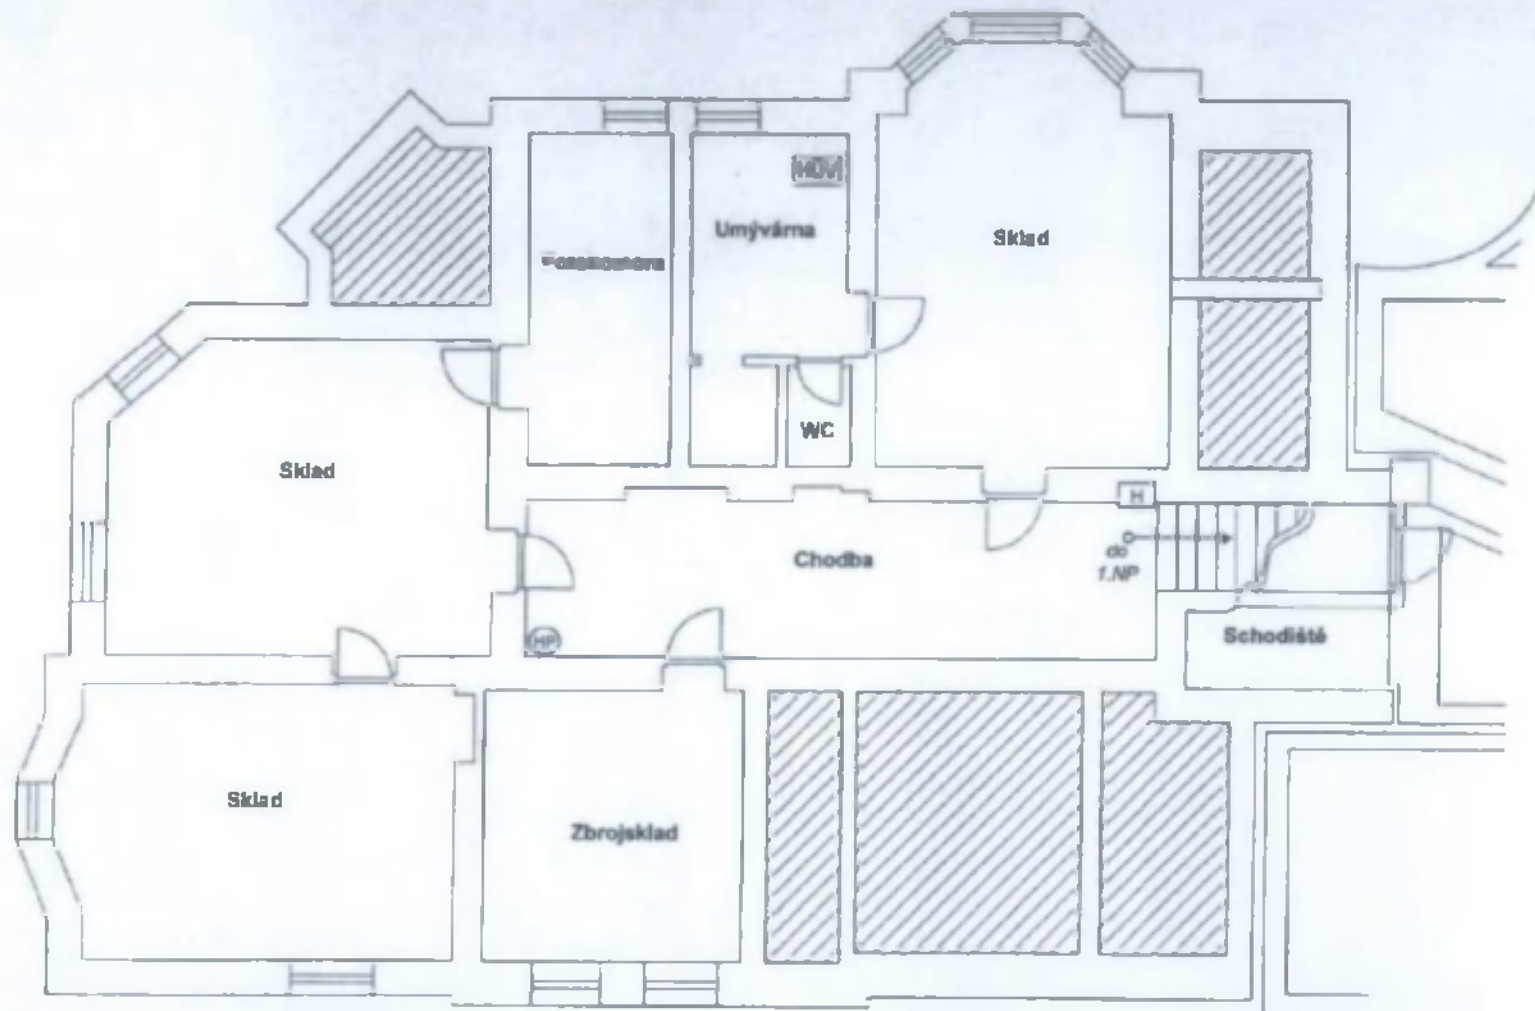 HUV
Umývárna
Sklad
WC
Sklad
H
Chodba
do
1.NP
HP
Schodiště
Sklad
Zbrojsklad